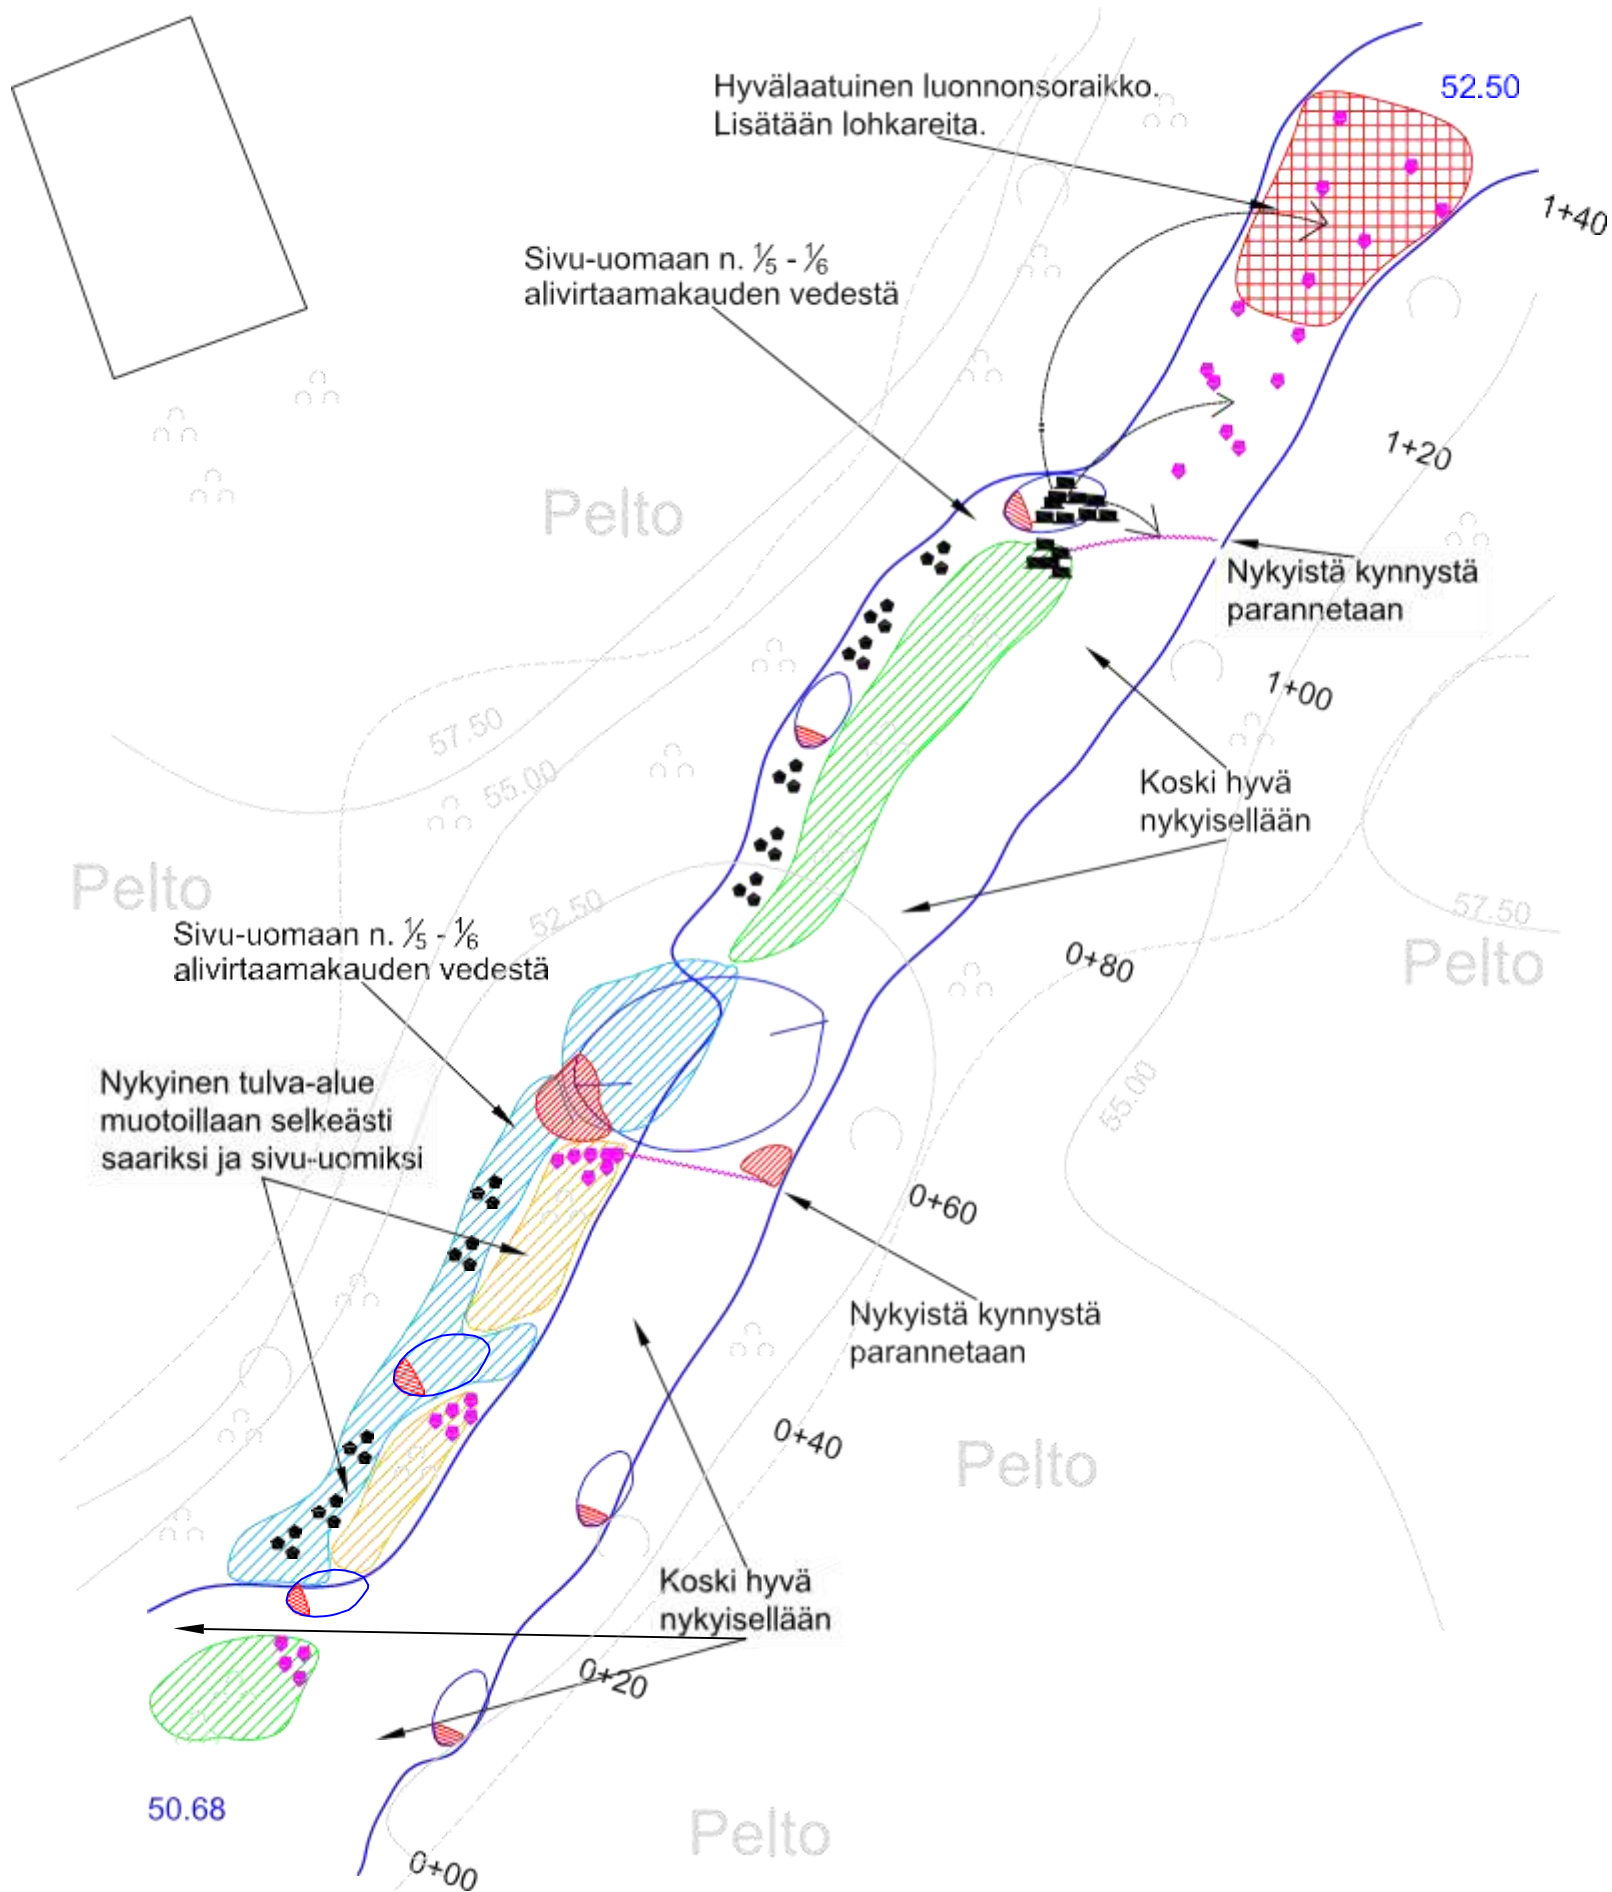 Hyvälaatuinen luonnonsoraikko.
Lisätään lohkareita.
52.50
1+40
Sivu-uomaan n. ⅕ - ⅙
alivirtaamakauden vedestä
1+20
Pelto
Nykyistä kynnystä
parannetaan
1+00
57.50
55.00
Koski hyvä
nykyisellään
Pelto
52.50
57.50
Pelto
Sivu-uomaan n. ⅕ - ⅙
alivirtaamakauden vedestä
0+80
Nykyinen tulva-alue
muotoillaan selkeästi
saariksi ja sivu-uomiksi
55.00
0+60
Nykyistä kynnystä
parannetaan
0+40
Pelto
Koski hyvä
nykyisellään
0+20
50.68
Pelto
0+00